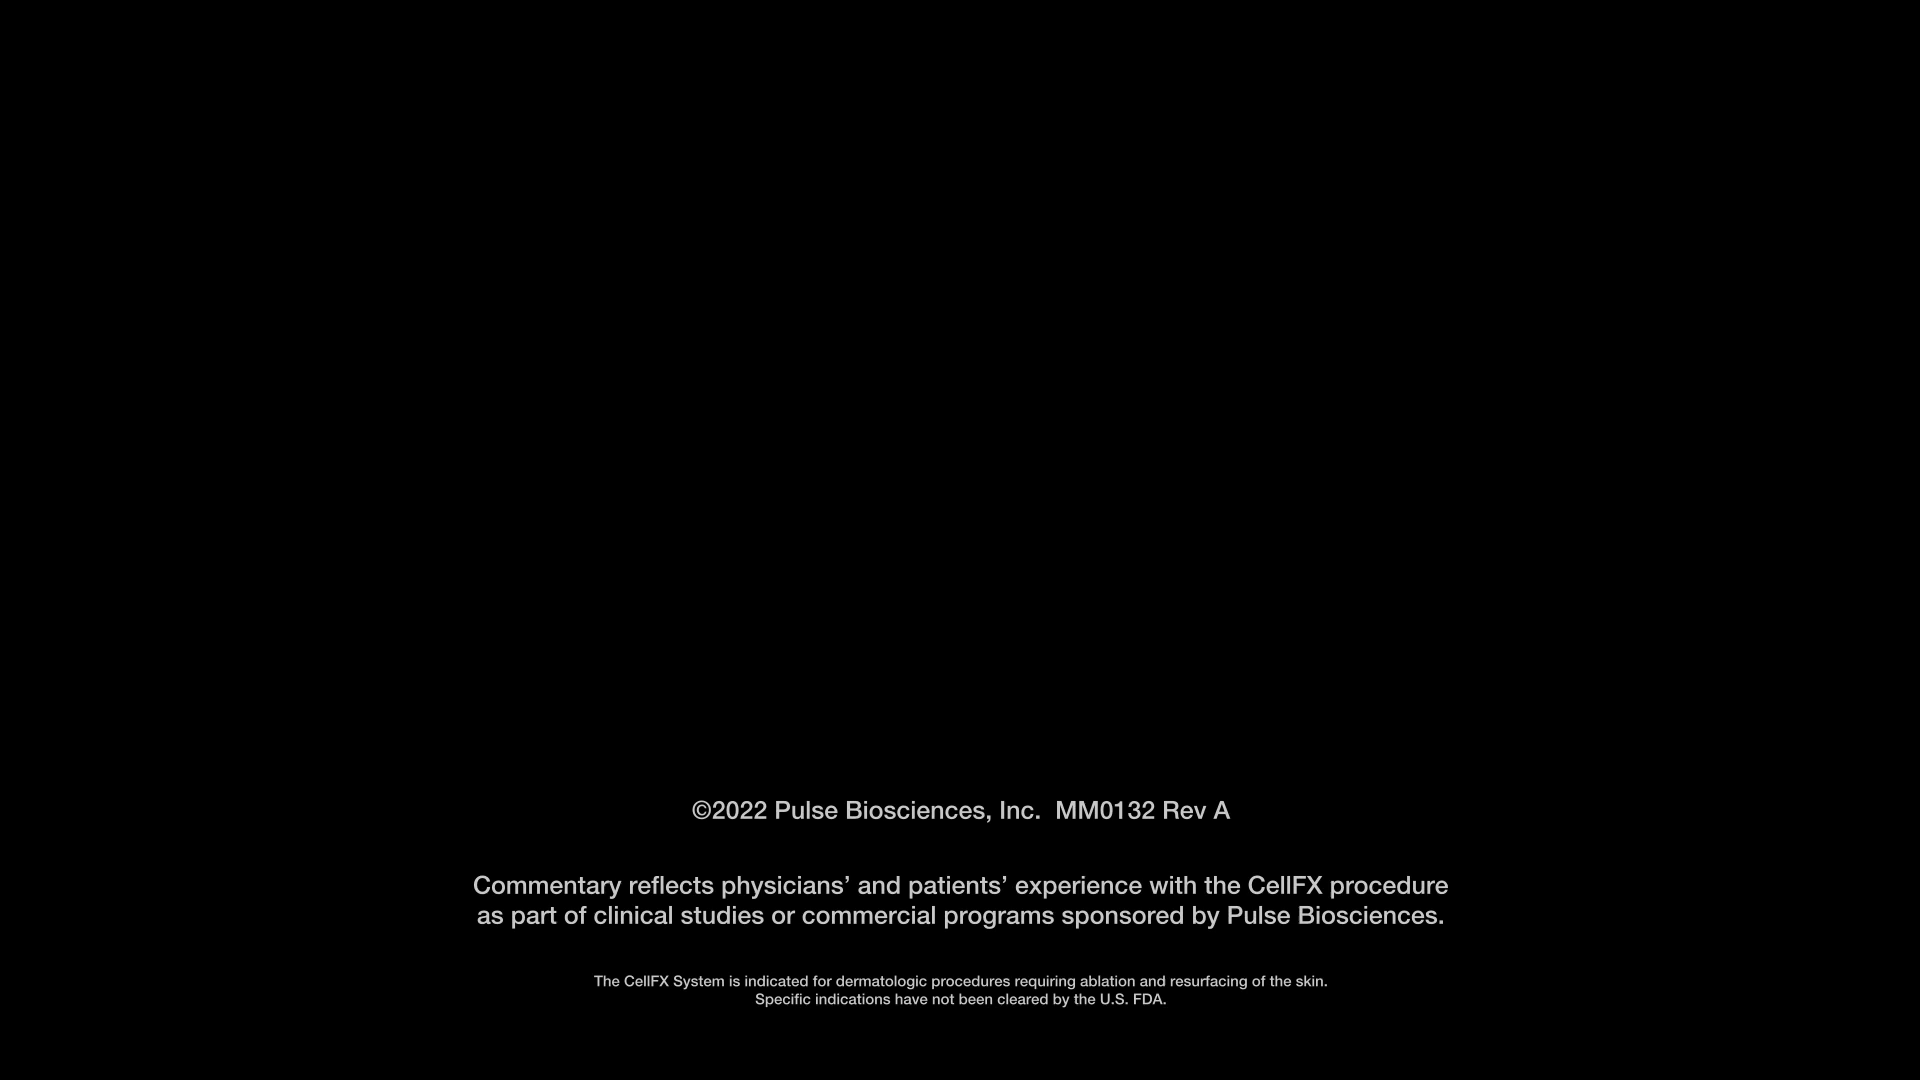 ©2022 Pulse Biosciences, Inc.  MM0132 Rev A
Commentary reflects physicians’ and patients’ experience with the CellFX procedure
as part of clinical studies or commercial programs sponsored by Pulse Biosciences.
The CellFX System is indicated for dermatologic procedures requiring ablation and resurfacing of the skin.
Specific indications have not been cleared by the U.S. FDA.